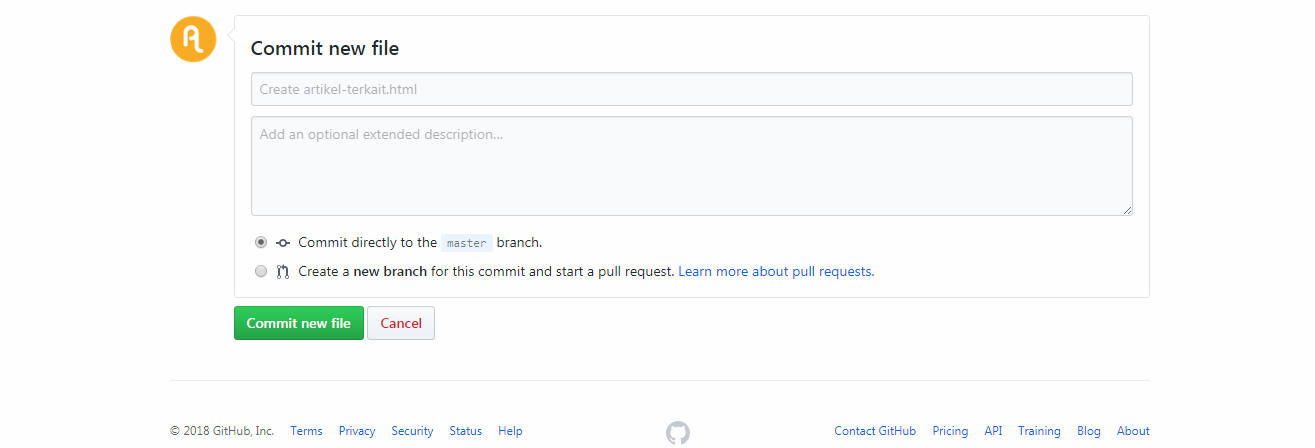 Commit new file
Create artikel-terkait.html
Add an optional extended description...
Commit directly to the master branch.
Create a new branch for this commit and start a pull request. Learn more about pull requests.
Commit new file Cancel
© 2018 GitHub, Inc. Terms Privacy Security Status Help Contact GitHub Pricing API Training Blog About